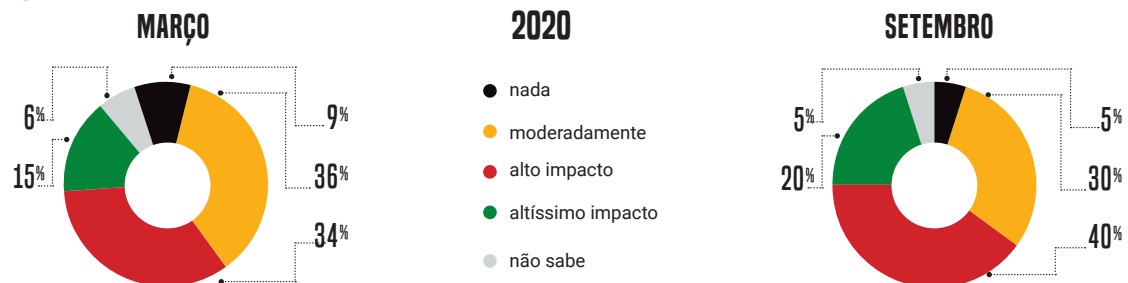 MARÇO
6%
9%
15%
36%
34%
2020
nada
moderadamente
alto impacto
altíssimo impacto
não sabe
SETEMBRO
5%
5%
20%
30%
40%